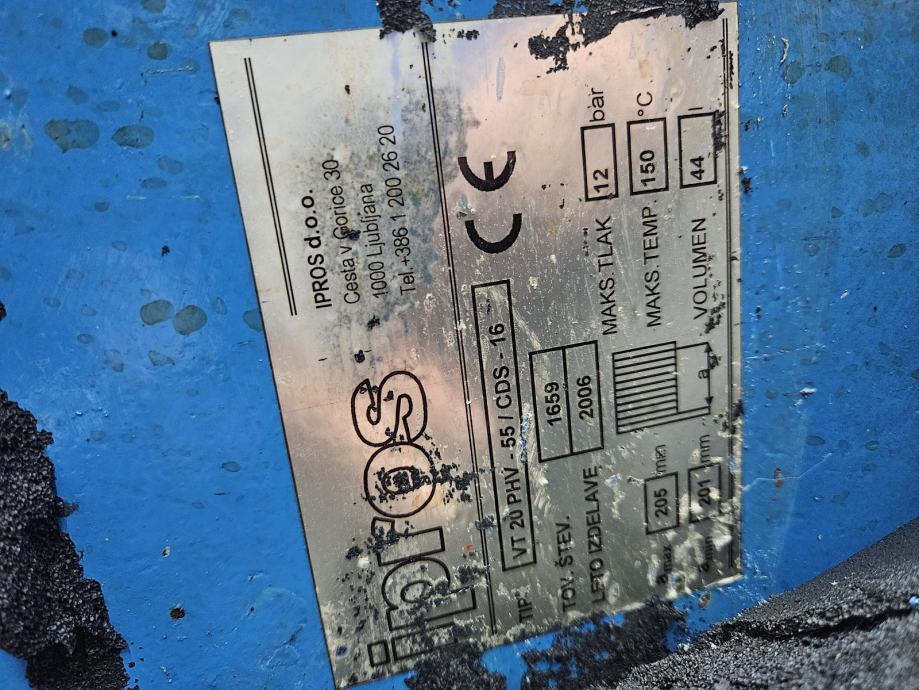 ipros
IPROS d.o.o.
Cesta v Gorice 30
1000 Ljubljana
Tel.+386 1 200 26 20
TIP: VT 20 PHV - 55 / CDS - 16
CE
TOV. ŠTEV. 1659
LETO IZDELAVE 2006
MAKS. TLAK 12 bar
MAKS. TEMP. 150 °C
VOLUMEN 44 l
a max 205 mm
a min 201 mm
a